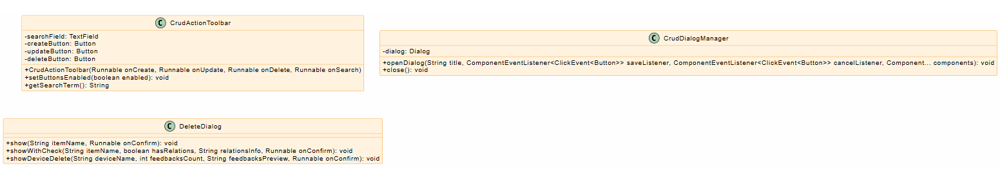 C CrudActionToolbar
-searchField: TextField
-createButton: Button
-updateButton: Button
-deleteButton: Button
+CrudActionToolbar(Runnable onCreate, Runnable onUpdate, Runnable onDelete, Runnable onSearch)
+setButtonsEnabled(boolean enabled): void
+getSearchTerm(): String
C CrudDialogManager
-dialog: Dialog
+openDialog(String title, ComponentEventListener<ClickEvent<Button>> saveListener, ComponentEventListener<ClickEvent<Button>> cancelListener, Component... components): void
+close(): void
C DeleteDialog
+show(String itemName, Runnable onConfirm): void
+showWithCheck(String itemName, boolean hasRelations, String relationsInfo, Runnable onConfirm): void
+showDeviceDelete(String deviceName, int feedbacksCount, String feedbacksPreview, Runnable onConfirm): void